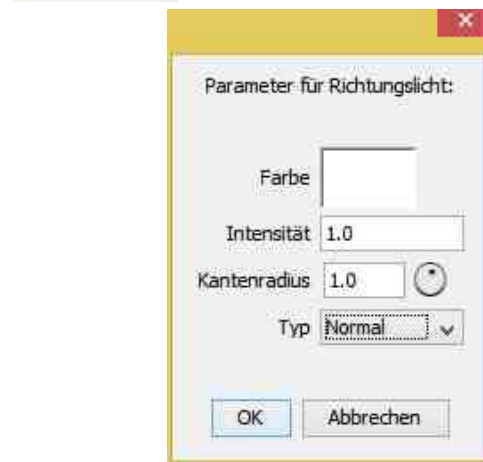 Parameter für Richtungslicht:
Farbe
Intensität 1.0
Kantenradius 1.0
Typ Normal
OK Abbrechen